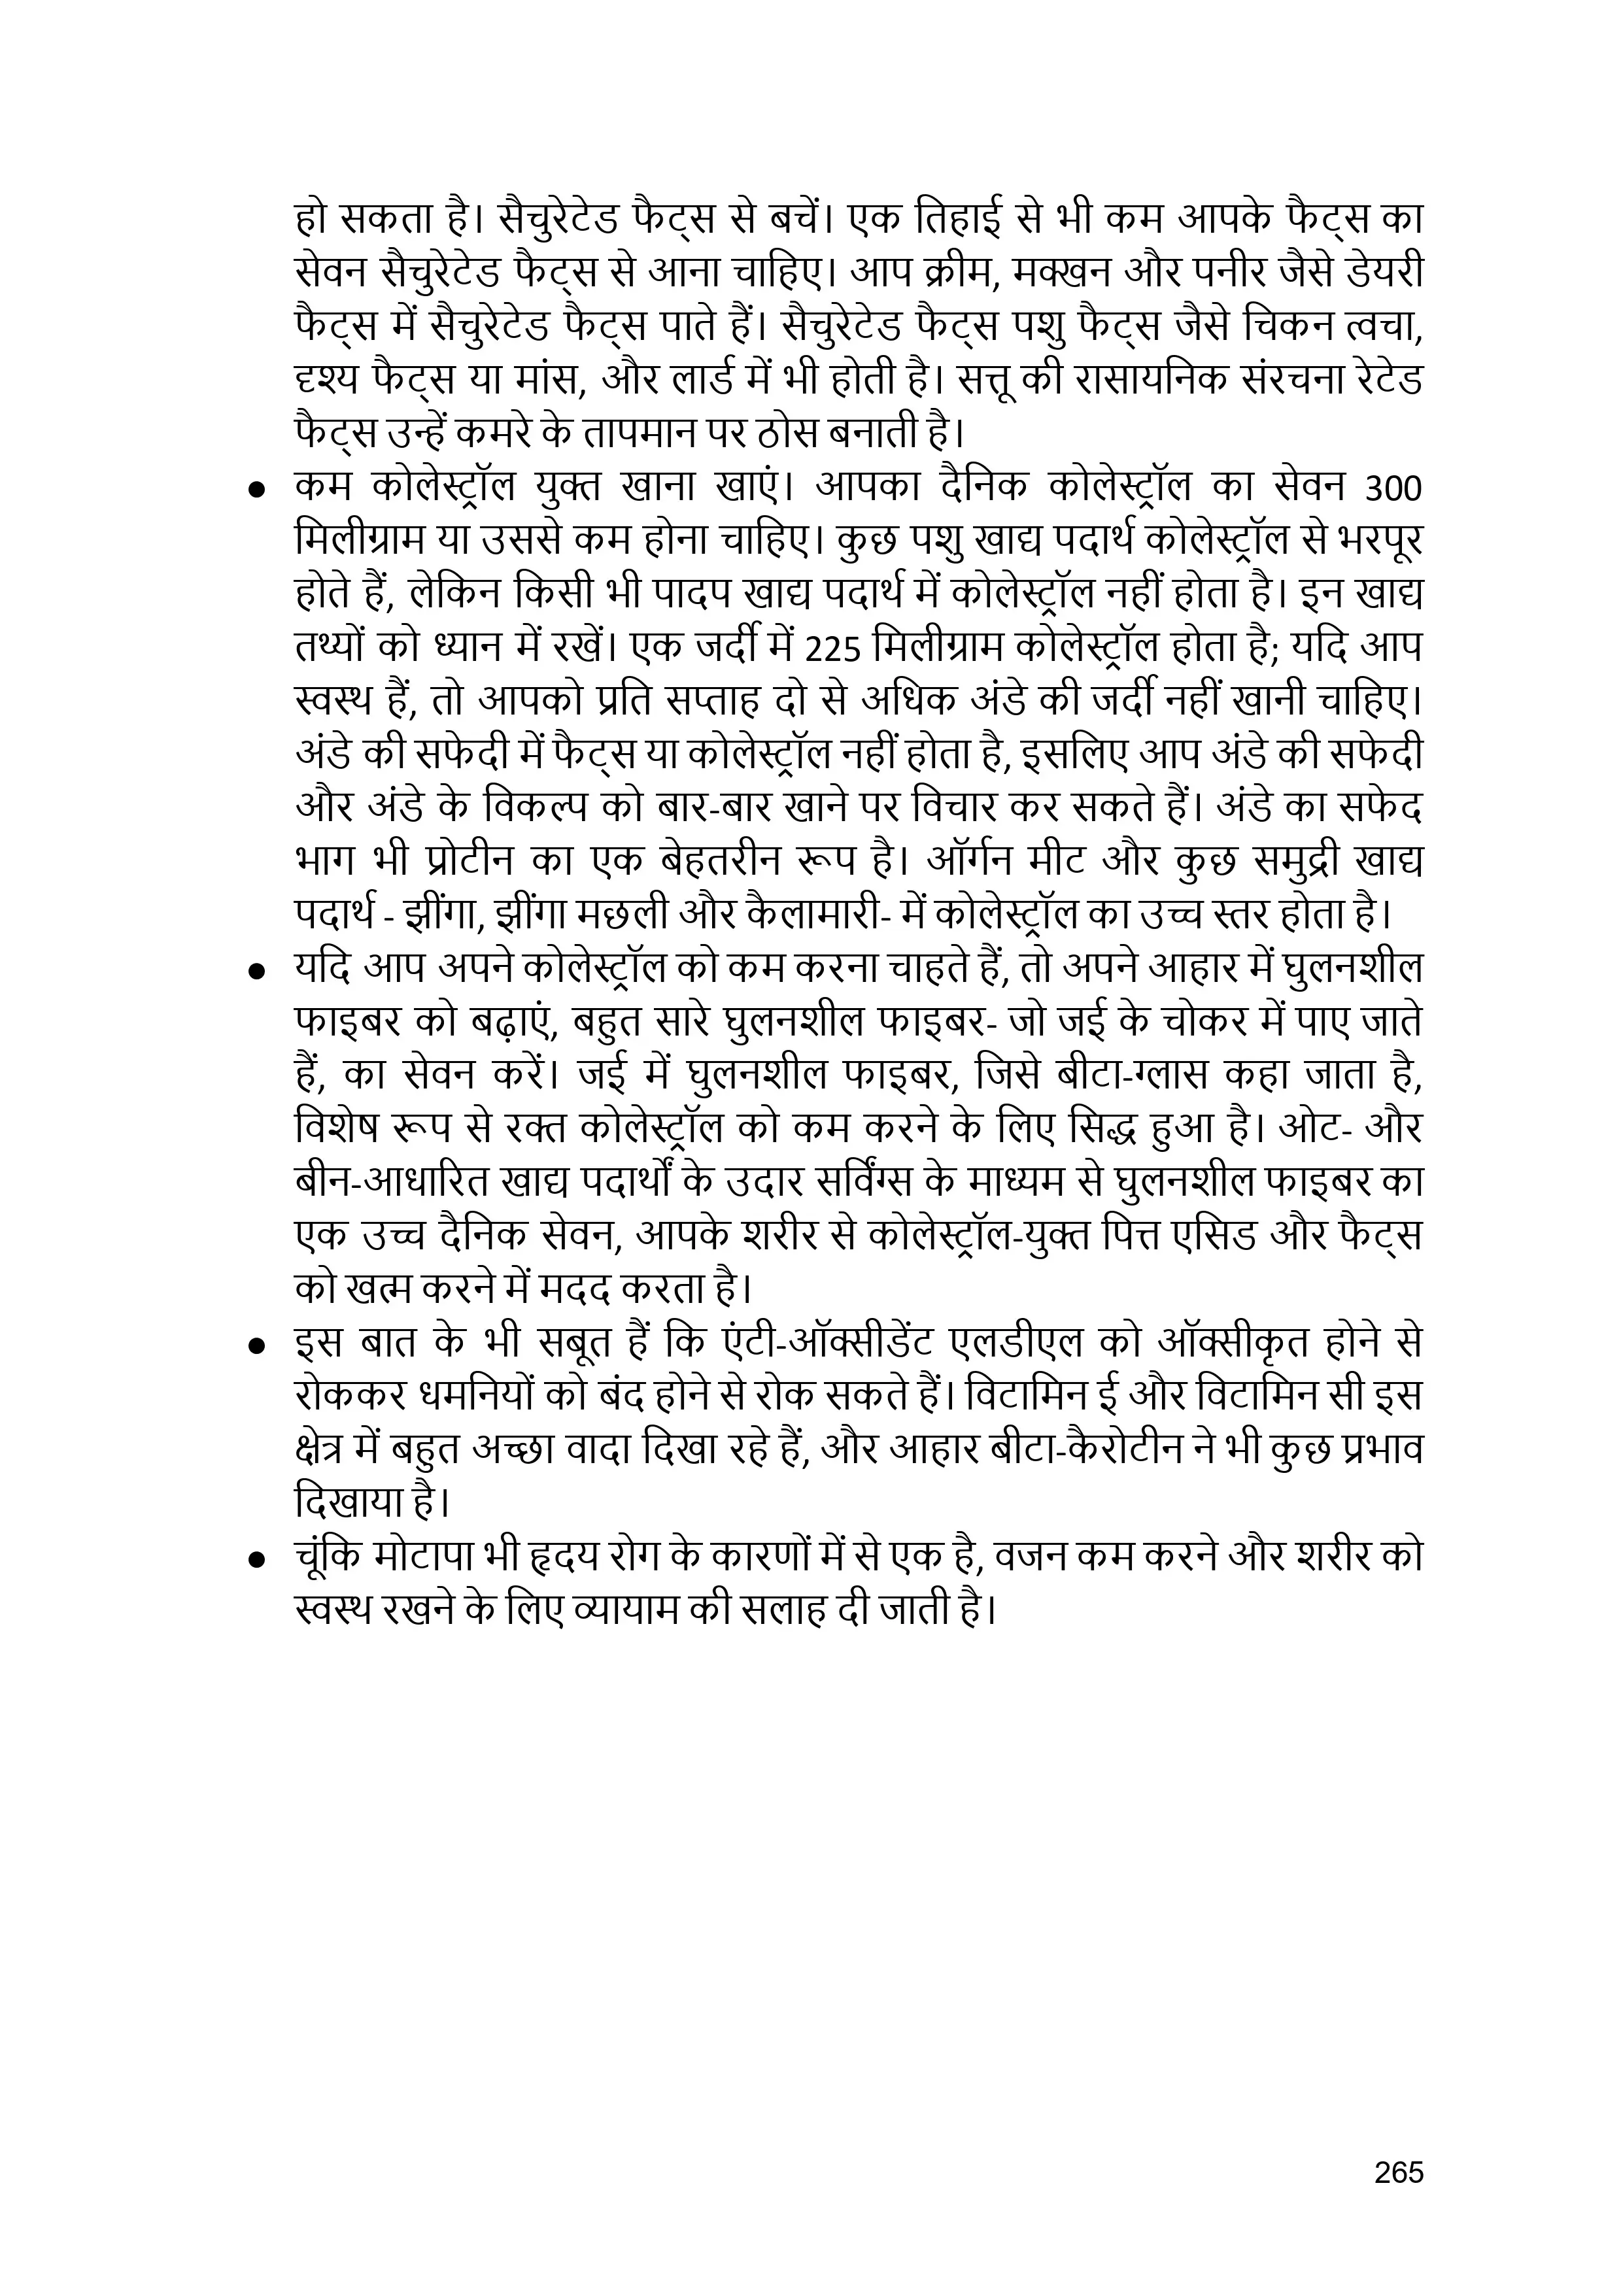 हो सकता है। सैचुरेटेड फैट्स से बचें। एक तिहाई से भी कम आपके फैट्स का
सेवन सैचुरेटेड फैट्स से आना चाहिए। आप क्रीम, मक्खन और पनीर जैसे डेयरी
फैट्स में सैचुरेटेड फैट्स पाते हैं। सैचुरेटेड फैट्स पशु फैट्स जैसे चिकन त्वचा,
दृश्य फैट्स या मांस, और लार्ड में भी होती है। सत्तू की रासायनिक संरचना रेटेड
फैट्स उन्हें कमरे के तापमान पर ठोस बनाती है।
● कम कोलेस्ट्रॉल युक्त खाना खाएं। आपका दैनिक कोलेस्ट्रॉल का सेवन 300
मिलीग्राम या उससे कम होना चाहिए। कुछ पशु खाद्य पदार्थ कोलेस्ट्रॉल से भरपूर
होते हैं, लेकिन किसी भी पादप खाद्य पदार्थ में कोलेस्ट्रॉल नहीं होता है। इन खाद्य
तथ्यों को ध्यान में रखें। एक जर्दी में 225 मिलीग्राम कोलेस्ट्रॉल होता है; यदि आप
स्वस्थ हैं, तो आपको प्रति सप्ताह दो से अधिक अंडे की जर्दी नहीं खानी चाहिए।
अंडे की सफेदी में फैट्स या कोलेस्ट्रॉल नहीं होता है, इसलिए आप अंडे की सफेदी
और अंडे के विकल्प को बार-बार खाने पर विचार कर सकते हैं। अंडे का सफेद
भाग भी प्रोटीन का एक बेहतरीन रूप है। ऑर्गन मीट और कुछ समुद्री खाद्य
पदार्थ - झींगा, झींगा मछली और कैलामारी- में कोलेस्ट्रॉल का उच्च स्तर होता है।
● यदि आप अपने कोलेस्ट्रॉल को कम करना चाहते हैं, तो अपने आहार में घुलनशील
फाइबर को बढ़ाएं, बहुत सारे घुलनशील फाइबर- जो जई के चोकर में पाए जाते
हैं, का सेवन करें। जई में घुलनशील फाइबर, जिसे बीटा-ग्लास कहा जाता है,
विशेष रूप से रक्त कोलेस्ट्रॉल को कम करने के लिए सिद्ध हुआ है। ओट- और
बीन-आधारित खाद्य पदार्थों के उदार सर्विंग्स के माध्यम से घुलनशील फाइबर का
एक उच्च दैनिक सेवन, आपके शरीर से कोलेस्ट्रॉल-युक्त पित्त एसिड और फैट्स
को खत्म करने में मदद करता है।
● इस बात के भी सबूत हैं कि एंटी-ऑक्सीडेंट एलडीएल को ऑक्सीकृत होने से
रोककर धमनियों को बंद होने से रोक सकते हैं। विटामिन ई और विटामिन सी इस
क्षेत्र में बहुत अच्छा वादा दिखा रहे हैं, और आहार बीटा-कैरोटीन ने भी कुछ प्रभाव
दिखाया है।
● चूंकि मोटापा भी हृदय रोग के कारणों में से एक है, वजन कम करने और शरीर को
स्वस्थ रखने के लिए व्यायाम की सलाह दी जाती है।
265